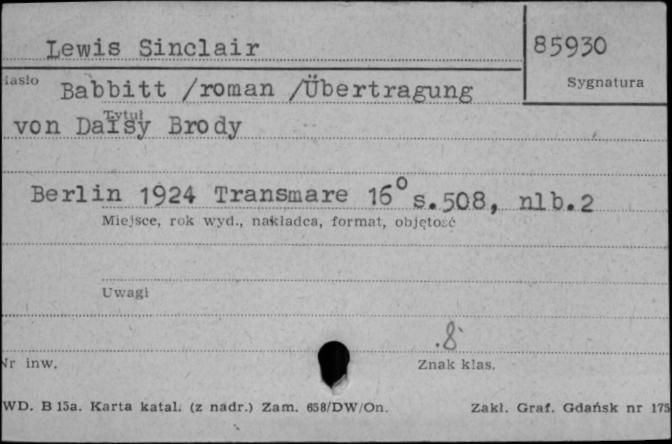 Lewis Sinclair
85930
Sygnatura
iasło
Babbitt /roman /Übertragung
Tytuł
von Daisy Brody
Berlin 1924 Transmare 16° s.508, nlb.2
Miejsce, rok wyd., nakładca, format, objętość
Uwagi
.8
Nr inw.
Znak klas.
WD. B 15a. Karta katal. (z nadr.) Zam. 658/DW/On.
Zakł. Graf. Gdańsk nr 175